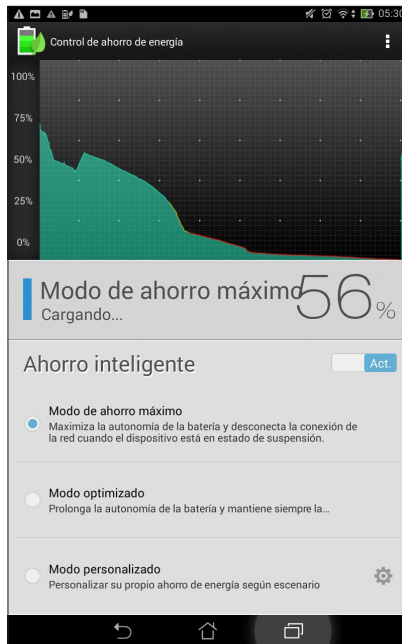 05:30
Control de ahorro de energía
100%
75%
50%
25%
0%
Modo de ahorro máximo 56%
Cargando...
Ahorro inteligente Act.
Modo de ahorro máximo
Maximiza la autonomía de la batería y desconecta la conexión de
la red cuando el dispositivo está en estado de suspensión.
Modo optimizado
Prolonga la autonomía de la batería y mantiene siempre la...
Modo personalizado
Personalizar su propio ahorro de energía según escenario